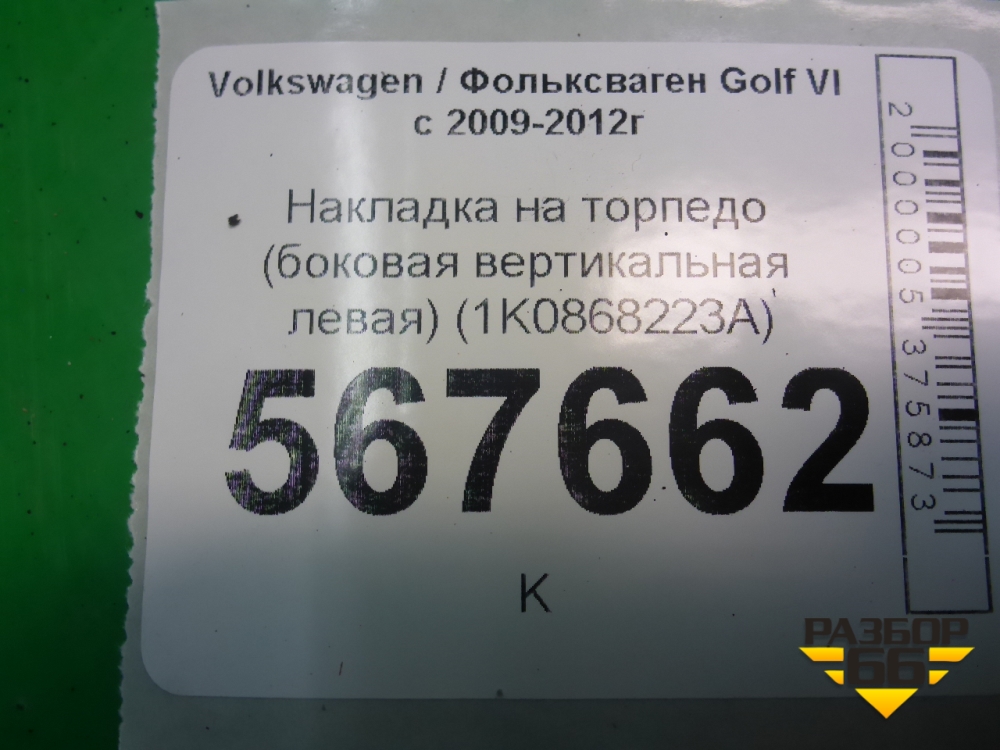 Volkswagen / Фольксваген Golf VI
с 2009-2012г
Накладка на торпедо
(боковая вертикальная
левая) (1K0868223A)
567662
К
2000005375873
РАЗБОР
66